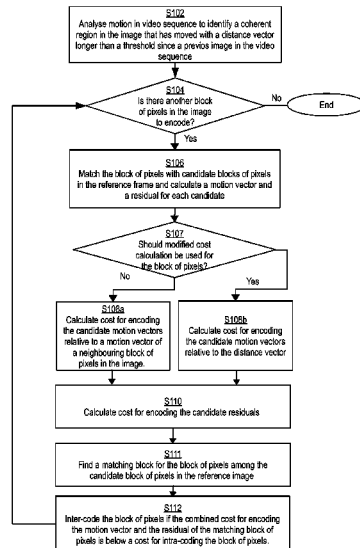 S102
Analyse motion in video sequence to identify a coherent
region in the image that has moved with a distance vector
longer than a threshold since a previos image in the video
sequence
S104
Is there another block
of pixels in the image
to encode?
No
End
Yes
S106
Match the block of pixels with candidate blocks of pixels
in the reference frame and calculate a motion vector and
a residual for each candidate
S107
Should modified cost
calculation be used for
the block of pixels?
No
Yes
S108a
Calculate cost for encoding
the candidate motion vectors
relative to a motion vector of
a neighbouring block of
pixels in the image.
S108b
Calculate cost for encoding
the candidate motion vectors
relative to the distance vector
S110
Calculate cost for encoding the candidate residuals
S111
Find a matching block for the block of pixels among the
candidate block of pixels in the reference image
S112
Inter-code the block of pixels if the combined cost for encoding
the motion vector and the residual of the matching block
of pixels is below a cost for intra-coding the block of pixels.